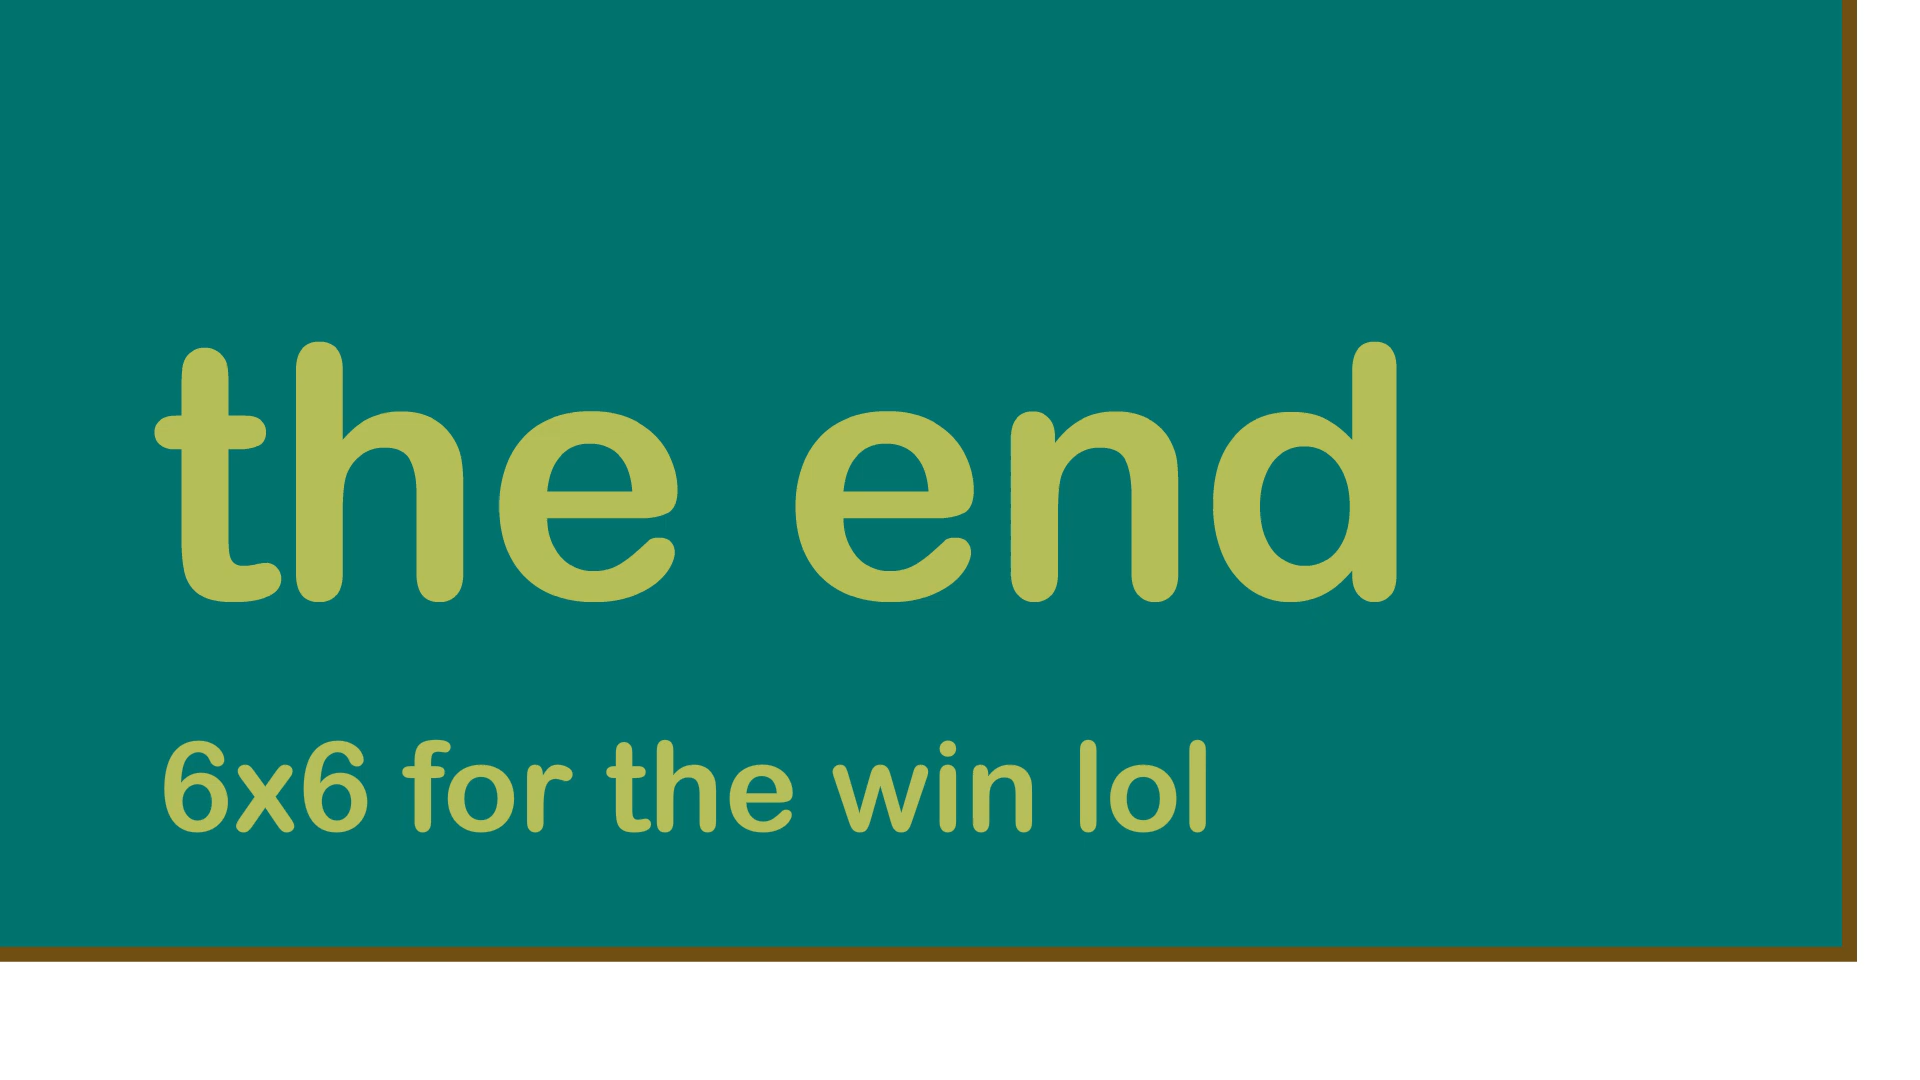 the end
6x6 for the win lol